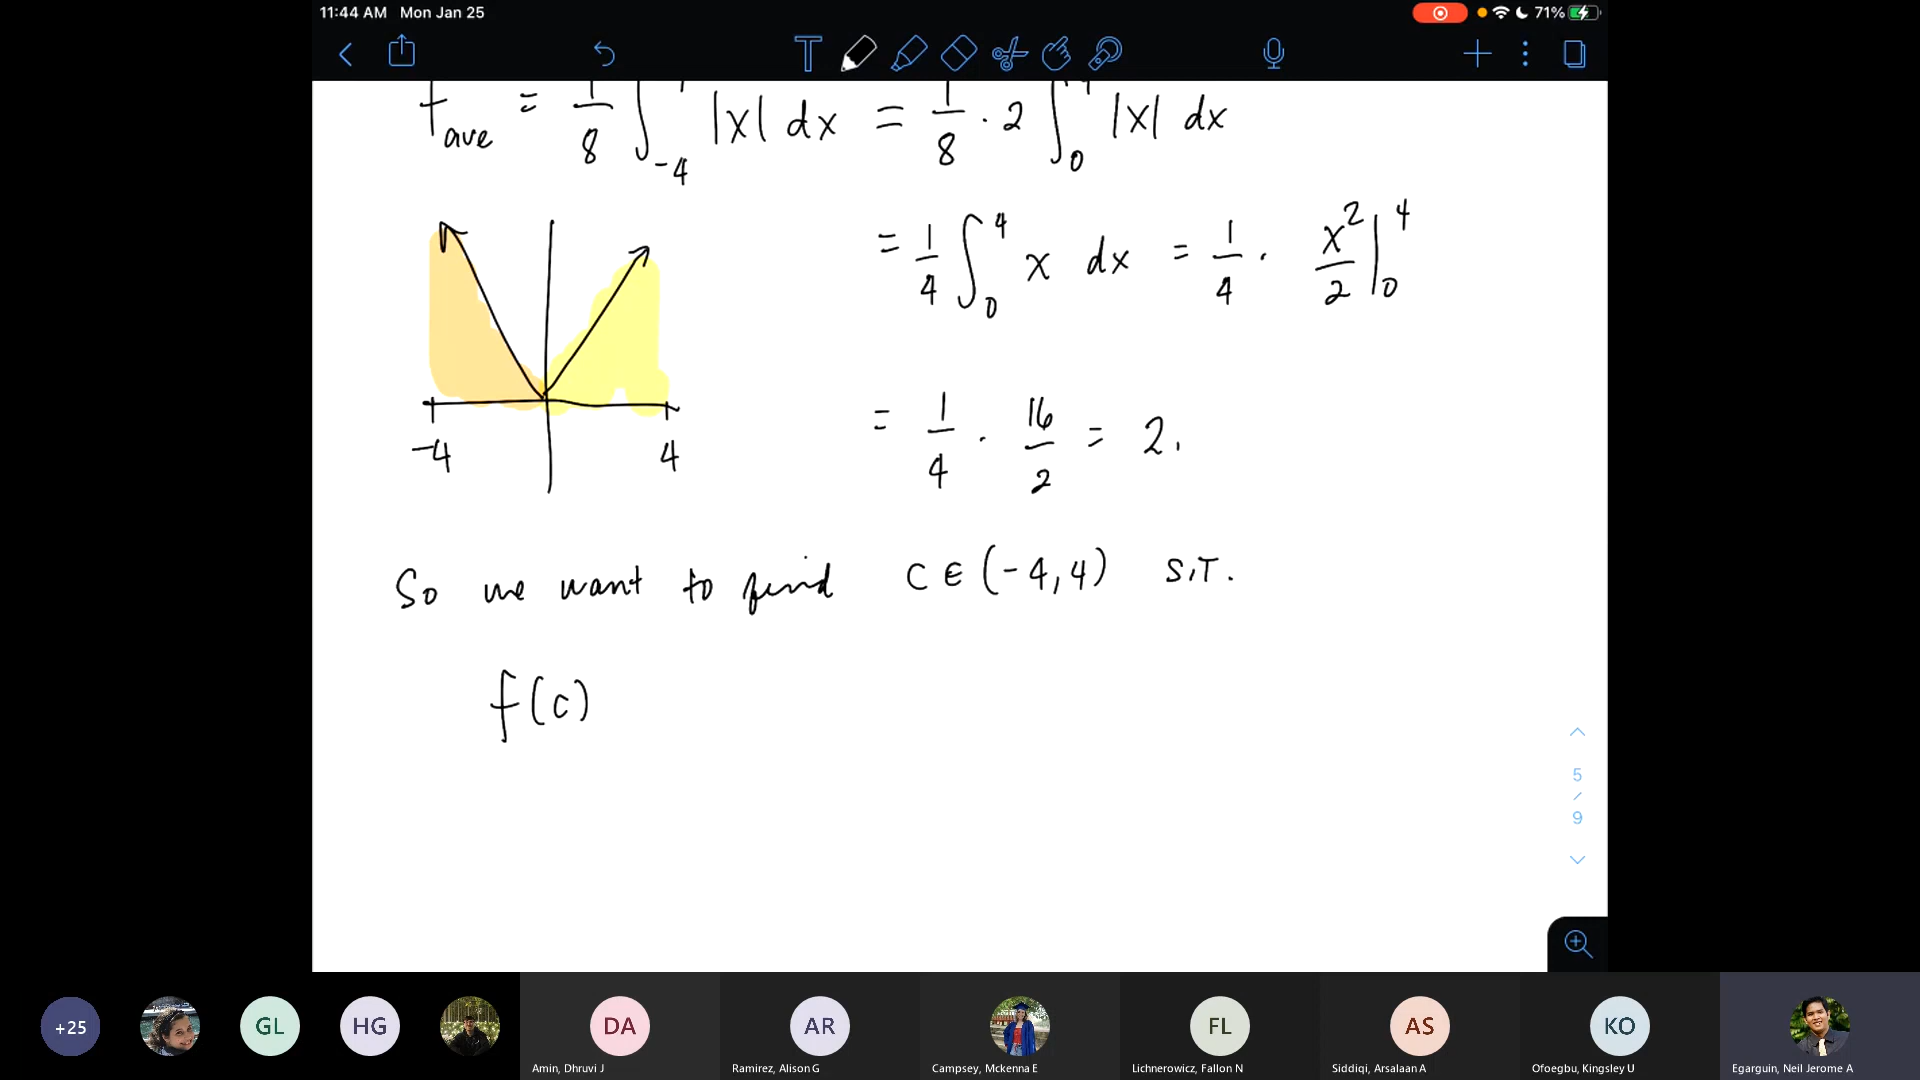 11:44 AM Mon Jan 25
71%
T
f_ave = 1/8 ∫_{-4} |x| dx = 1/8 · 2 ∫_0 |x| dx
= 1/4 ∫_0^4 x dx = 1/4 · x^2/2 |_0^4
= 1/4 · 16/2 = 2.
-4 4
So we want to find c ∈ (-4,4) s.t.
f(c)
5
/
9
+25
GL
HG
DA
AR
FL
AS
KO
Amin, Dhruvi J
Ramirez, Alison G
Campsey, Mckenna E
Lichnerowicz, Fallon N
Siddiqi, Arsalaan A
Ofoegbu, Kingsley U
Egarguin, Neil Jerome A